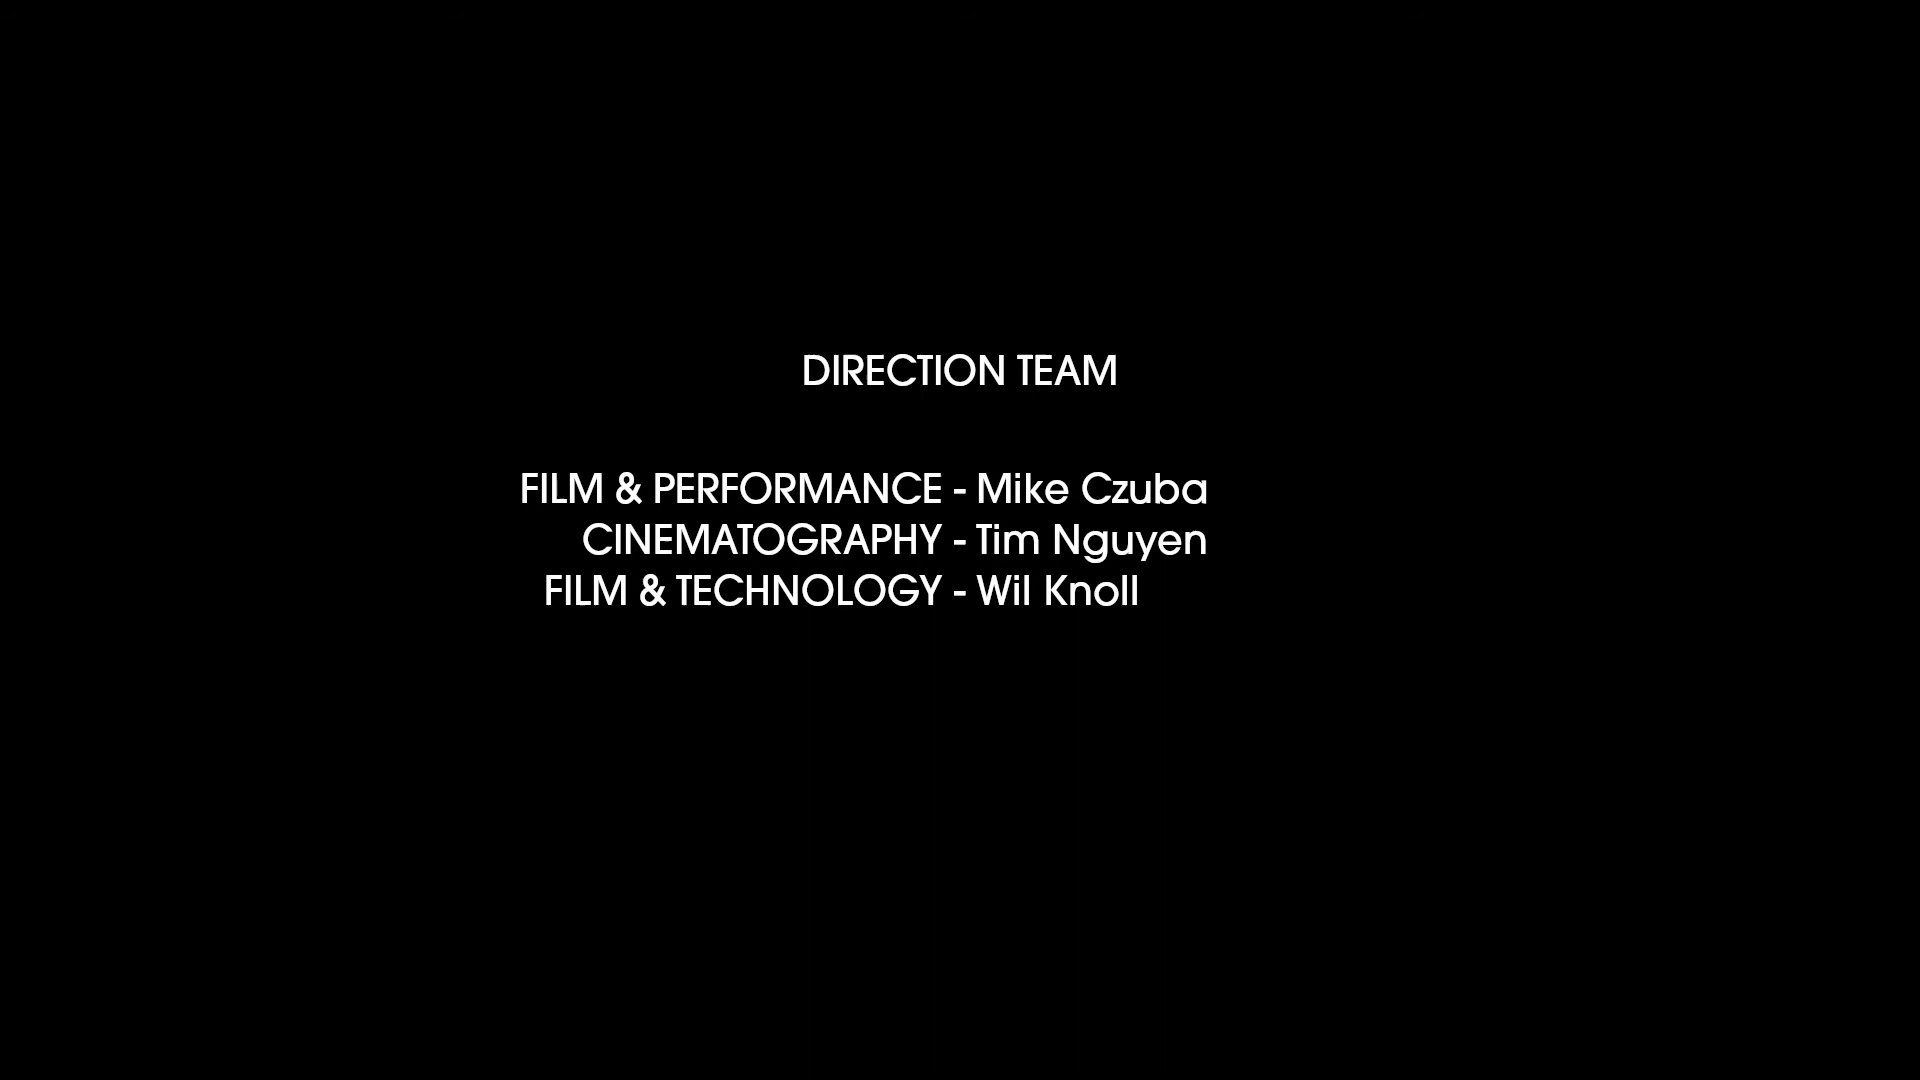 DIRECTION TEAM
FILM & PERFORMANCE - Mike Czuba
CINEMATOGRAPHY - Tim Nguyen
FILM & TECHNOLOGY - Wil Knoll